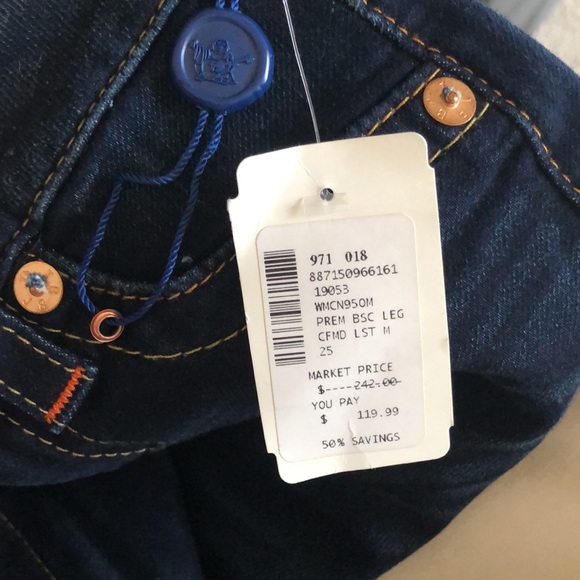 971 018
887150966161
19053
WMCN950M
PREM BSC LEG
CFMD LST M
25
MARKET PRICE
$----242.00-
YOU PAY
$ 119.99
50% SAVINGS